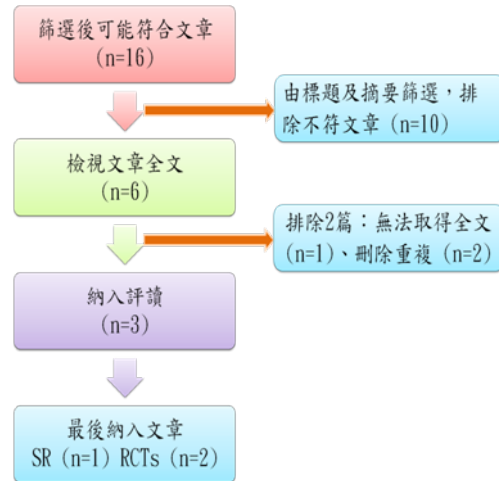 篩選後可能符合文章
(n=16)
由標題及摘要篩選，排
除不符文章 (n=10)
檢視文章全文
(n=6)
排除2篇：無法取得全文
(n=1)、刪除重複 (n=2)
納入評讀
(n=3)
最後納入文章
SR (n=1) RCTs (n=2)